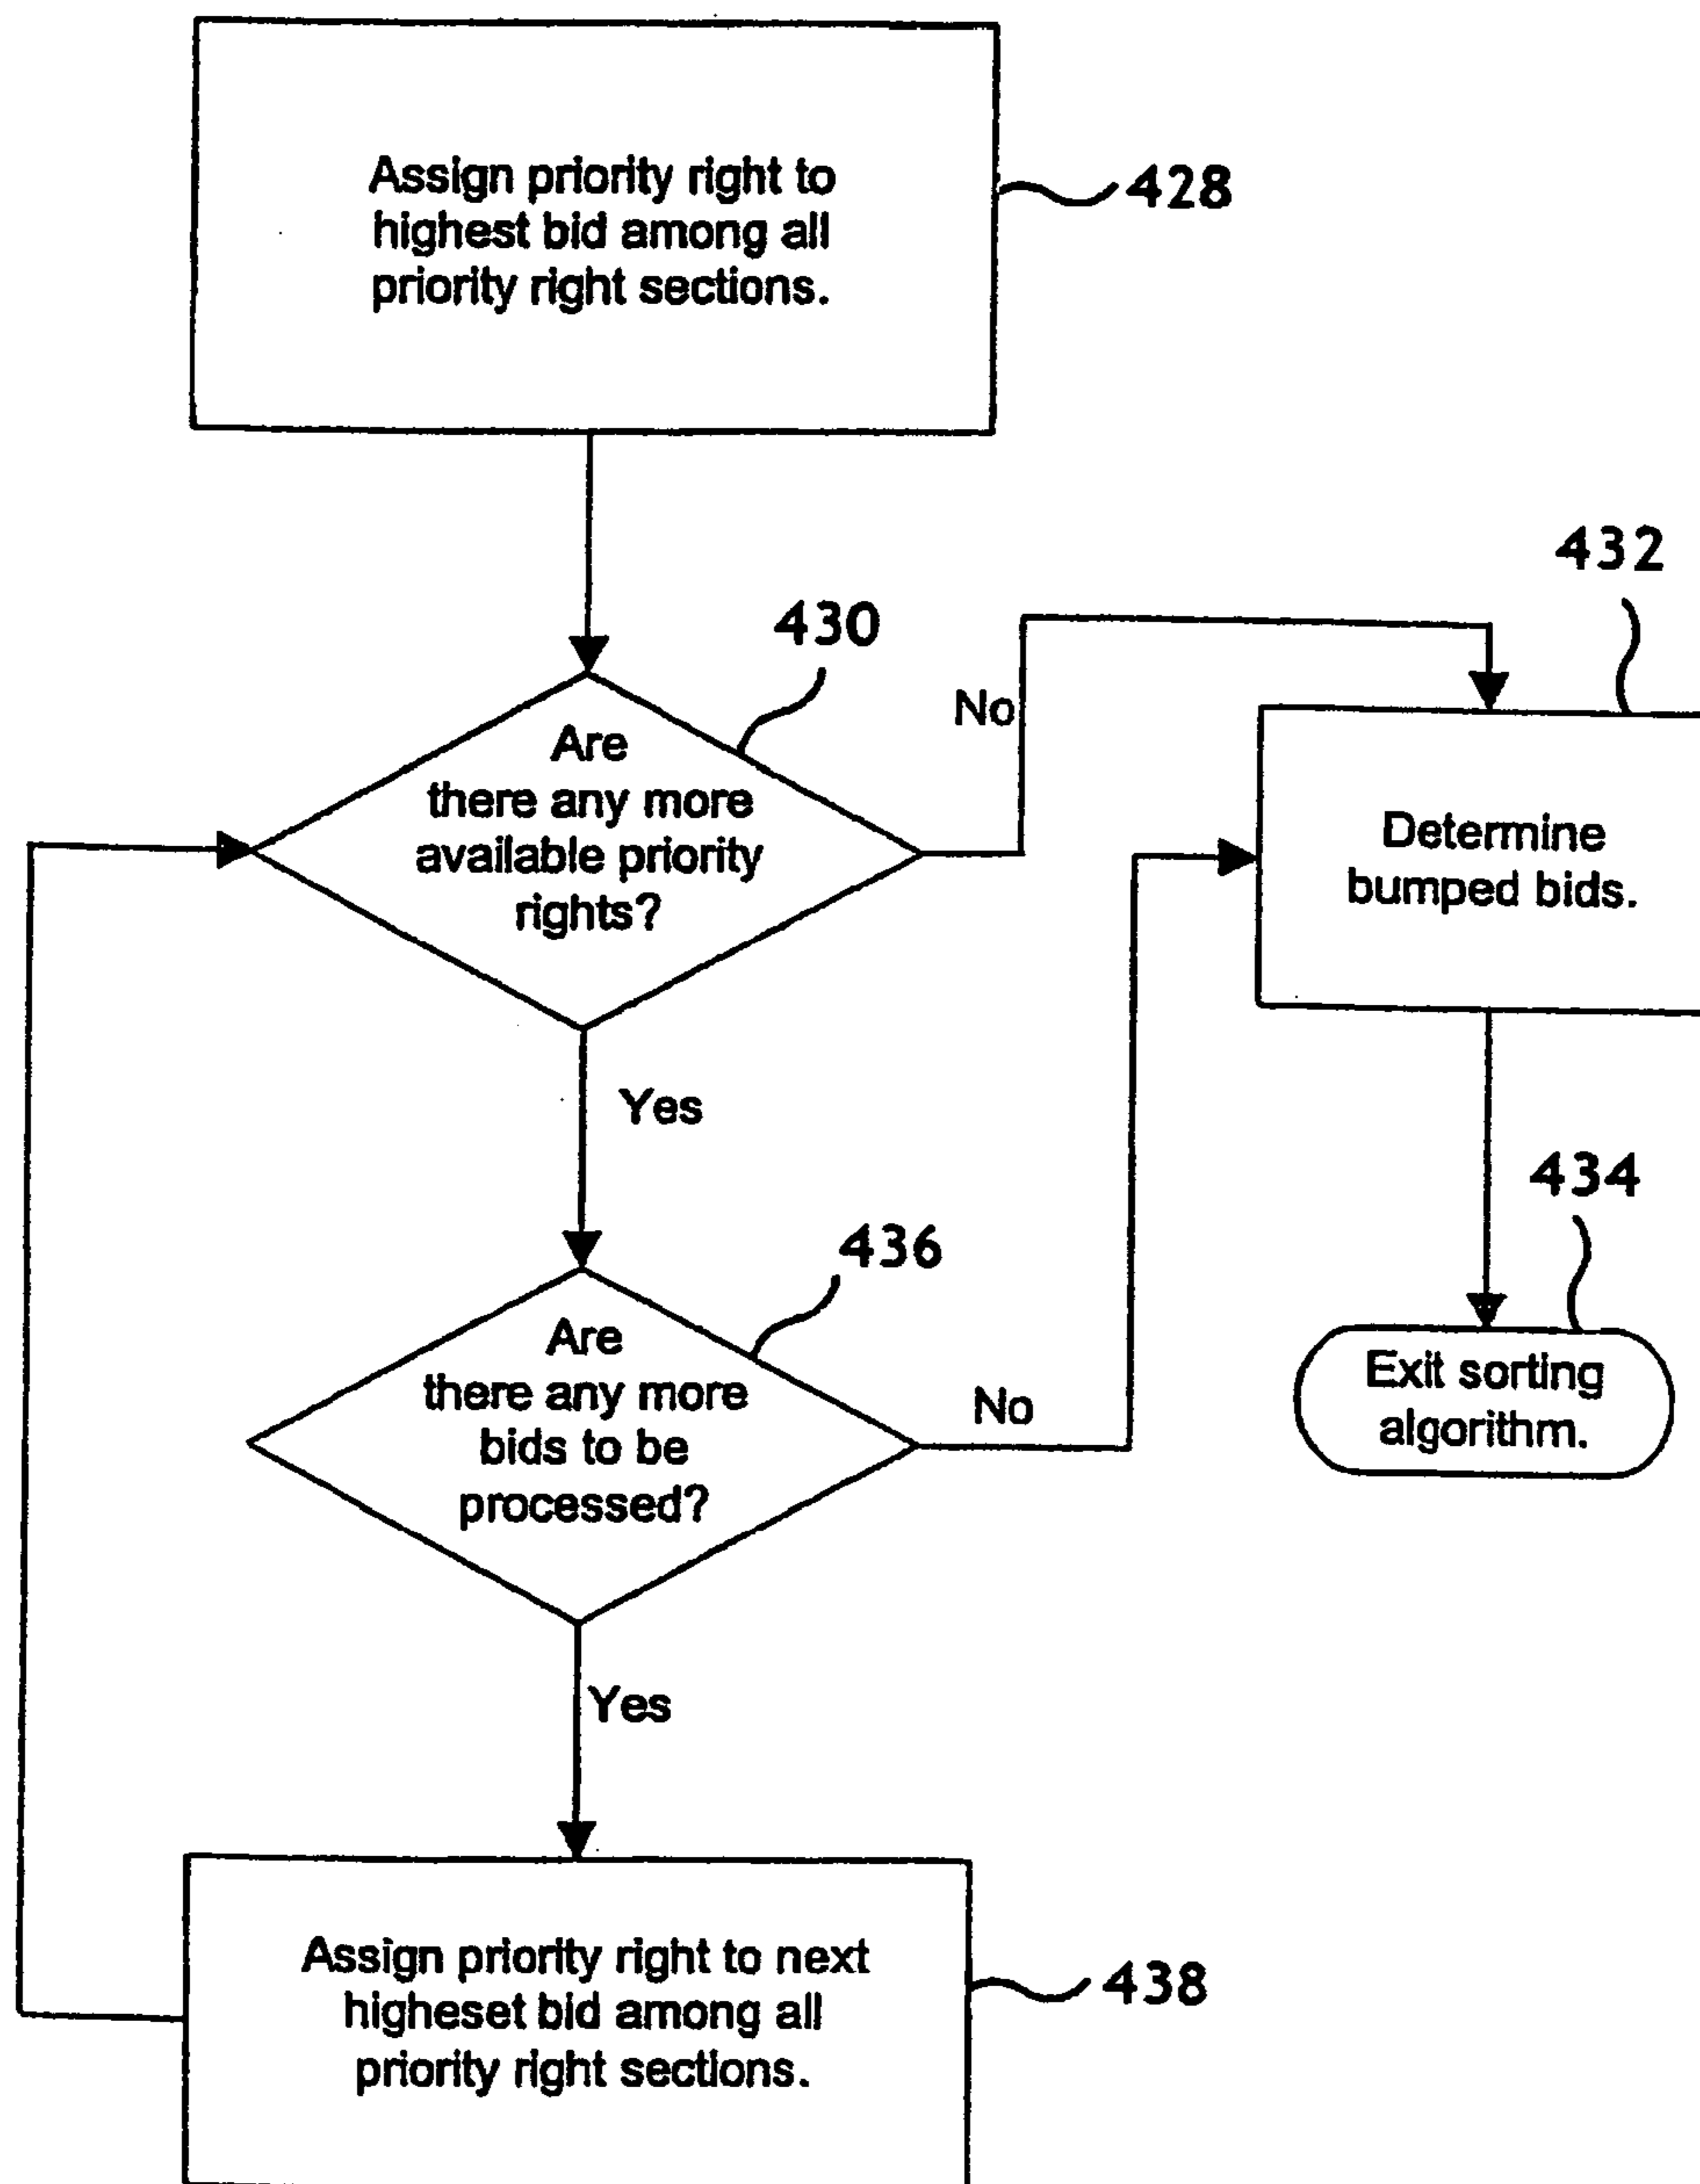 Assign priority right to
highest bid among all
priority right sections.
428
432
430
No
Are
there any more
available priority
rights?
Determine
bumped bids.
Yes
434
436
Are
there any more
bids to be
processed?
No
Exit sorting
algorithm.
Yes
Assign priority right to next
higheset bid among all
priority right sections.
438